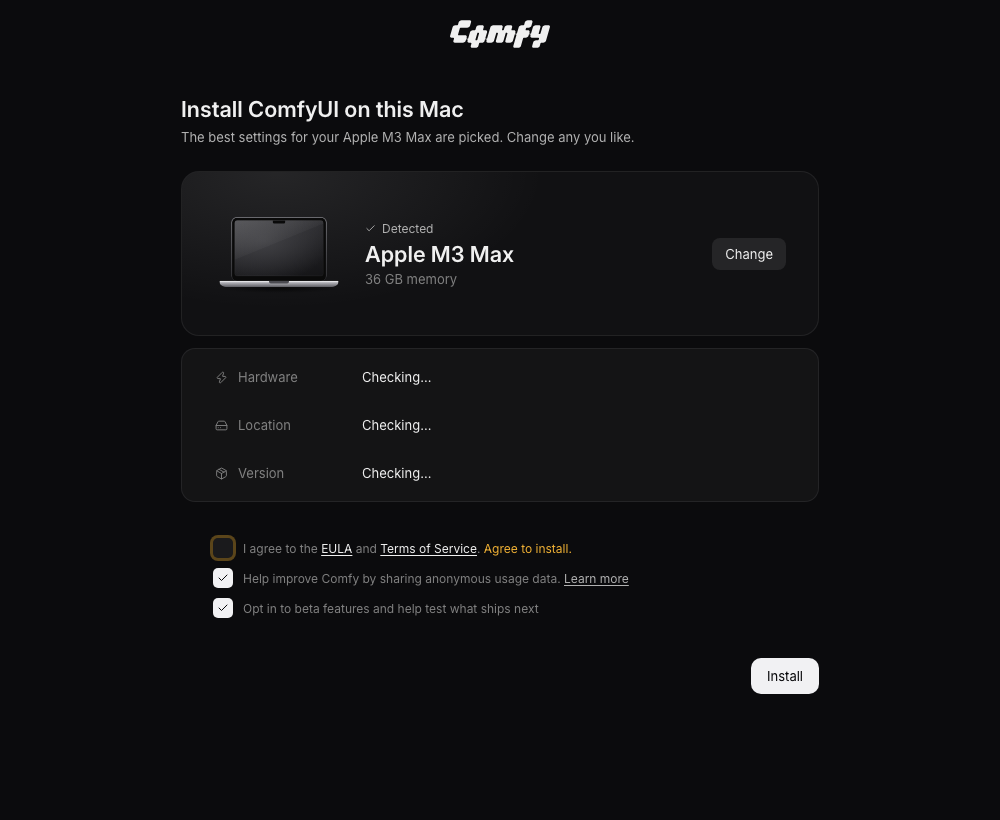 Comfy
Install ComfyUI on this Mac
The best settings for your Apple M3 Max are picked. Change any you like.
Detected
Apple M3 Max
36 GB memory
Change
Hardware Checking...
Location Checking...
Version Checking...
I agree to the EULA and Terms of Service. Agree to install.
Help improve Comfy by sharing anonymous usage data. Learn more
Opt in to beta features and help test what ships next
Install